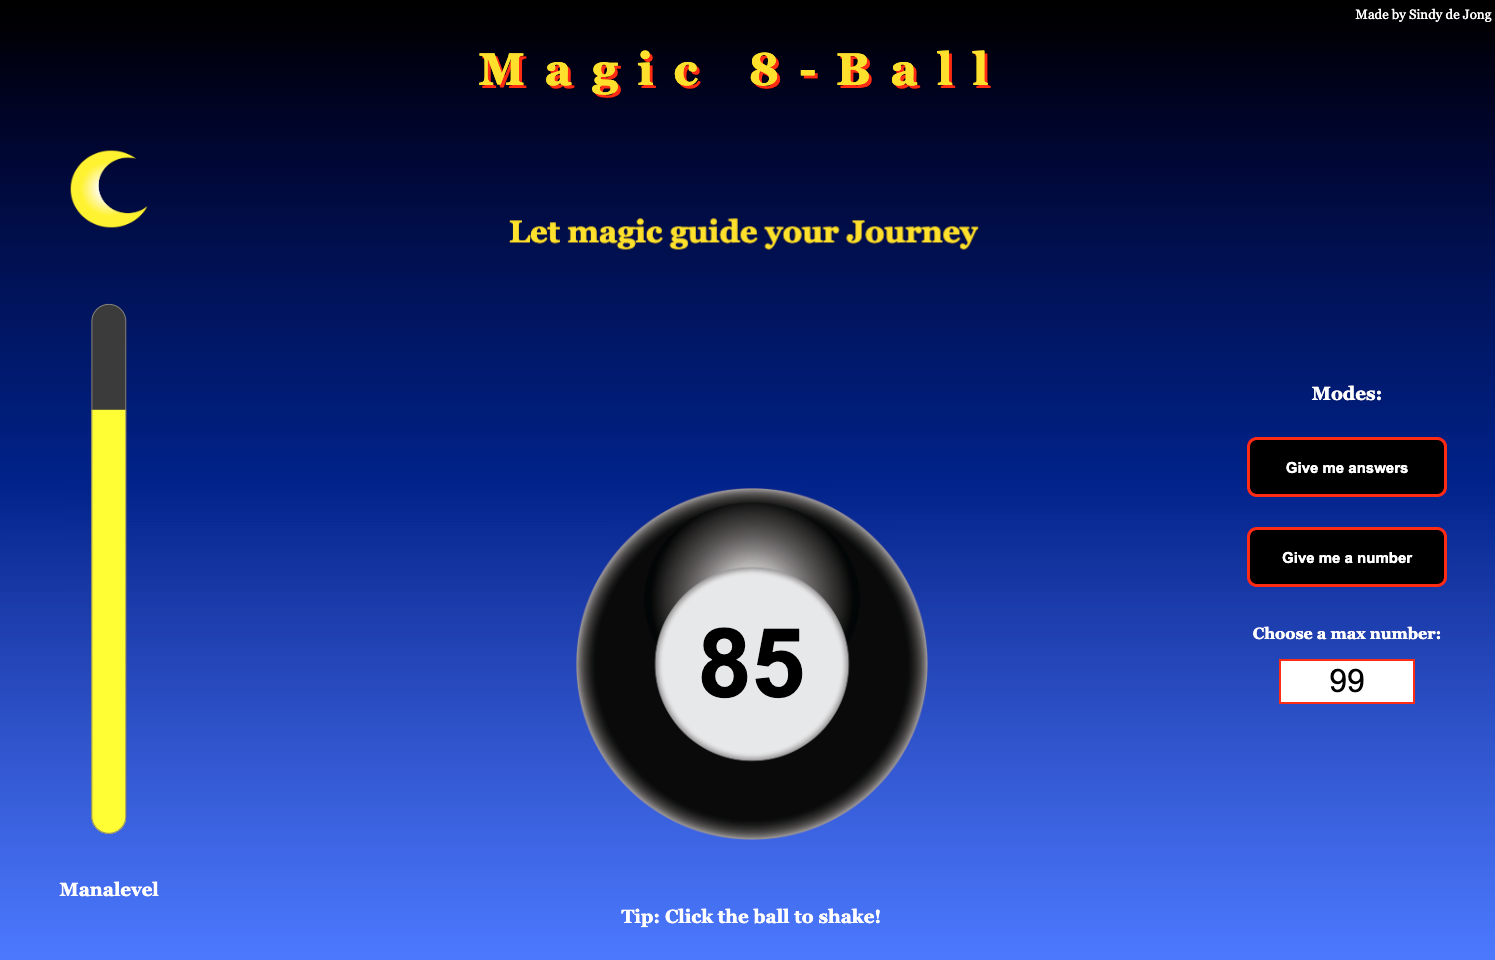 Made by Sindy de Jong
Magic 8-Ball
Let magic guide your Journey
Modes:
Give me answers
Give me a number
Choose a max number:
99
85
Manalevel
Tip: Click the ball to shake!